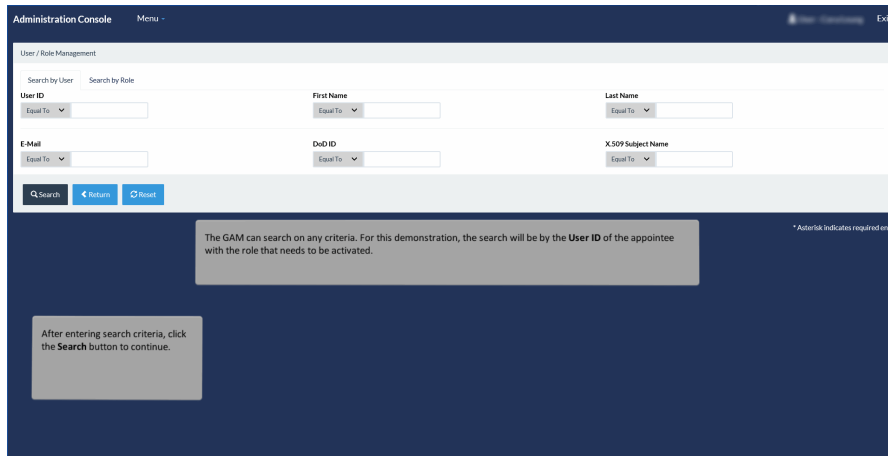 Administration Console Menu
Exi
User / Role Management
Search by User Search by Role
User ID First Name Last Name
Equal To Equal To Equal To
E-Mail DoD ID X.509 Subject Name
Equal To Equal To Equal To
Search Return Reset
* Asterisk indicates required en
The GAM can search on any criteria. For this demonstration, the search will be by the User ID of the appointee
with the role that needs to be activated.
After entering search criteria, click
the Search button to continue.